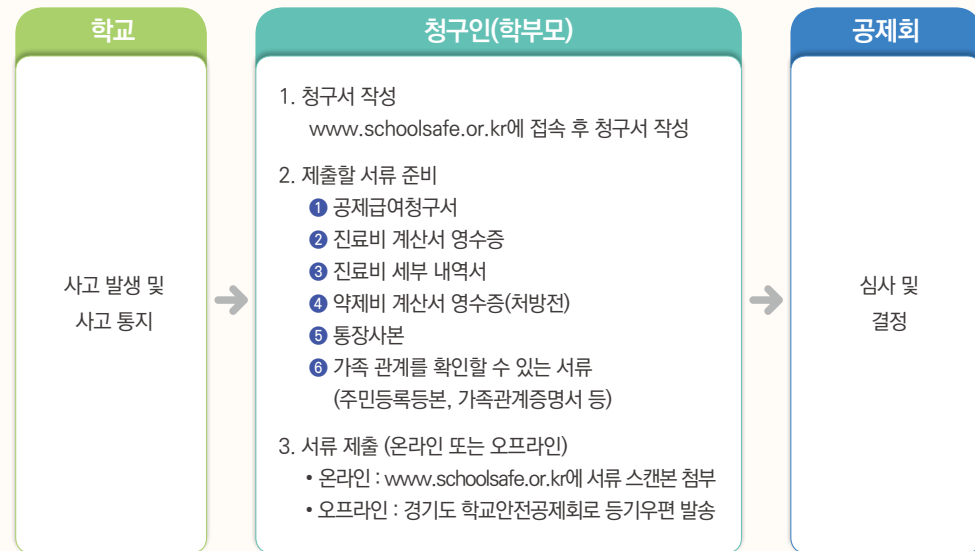 학교
사고 발생 및
사고 통지
청구인(학부모)
1. 청구서 작성
www.schoolsafe.or.kr에 접속 후 청구서 작성
2. 제출할 서류 준비
❶ 공제급여청구서
❷ 진료비 계산서 영수증
❸ 진료비 세부 내역서
❹ 약제비 계산서 영수증(처방전)
❺ 통장사본
❻ 가족 관계를 확인할 수 있는 서류
(주민등록등본, 가족관계증명서 등)
3. 서류 제출 (온라인 또는 오프라인)
• 온라인 : www.schoolsafe.or.kr에 서류 스캔본 첨부
• 오프라인 : 경기도 학교안전공제회로 등기우편 발송
공제회
심사 및
결정